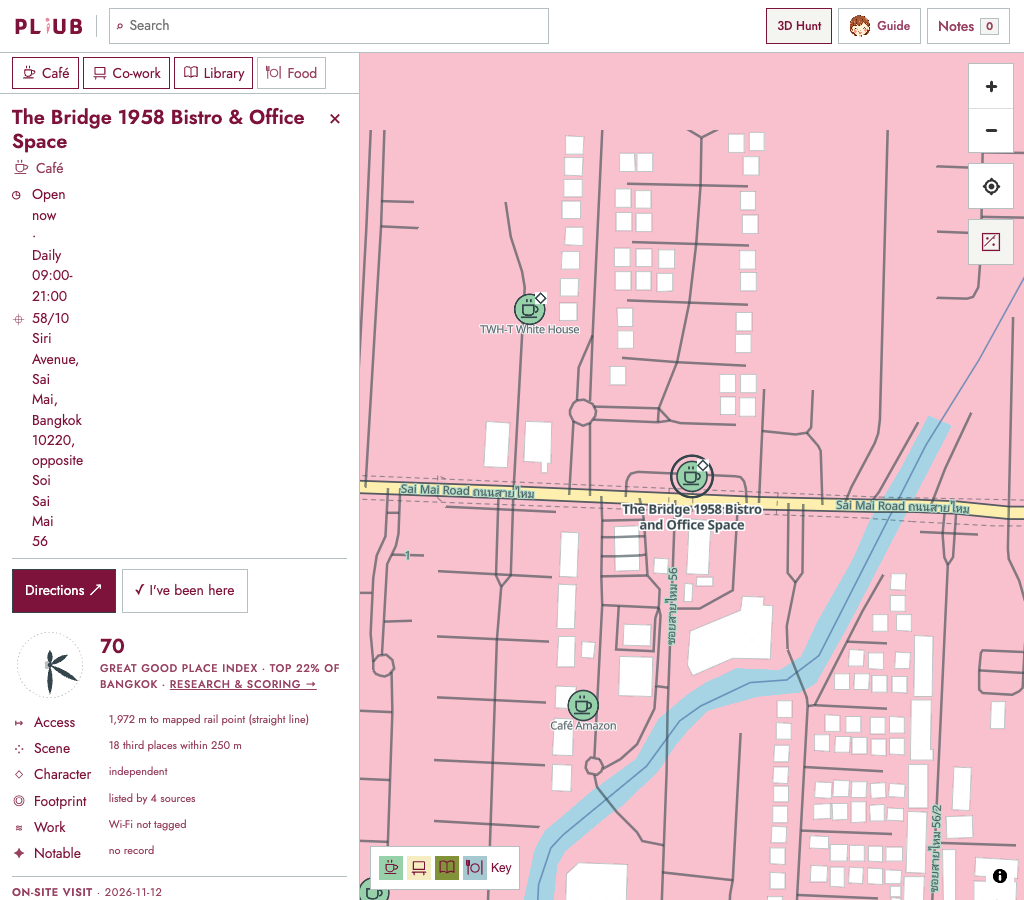 PLiUB
Search
3D Hunt
Guide
Notes 0
Café
Co-work
Library
Food
The Bridge 1958 Bistro & Office
Space
×
Café
Open
now
·
Daily
09:00-
21:00
58/10
Siri
Avenue,
Sai
Mai,
Bangkok
10220,
opposite
Soi
Sai
Mai
56
Directions ↗
✓ I've been here
70
GREAT GOOD PLACE INDEX · TOP 22% OF
BANGKOK · RESEARCH & SCORING →
Access 1,972 m to mapped rail point (straight line)
Scene 18 third places within 250 m
Character independent
Footprint listed by 4 sources
Work Wi-Fi not tagged
Notable no record
ON-SITE VISIT · 2026-11-12
+
−
TWH-T White House
Sai Mai Road ถนนสายไหม
Sai Mai Road ถนนสายไหม
The Bridge 1958 Bistro
and Office Space
1
ซอยสายไหม 56
Café Amazon
ซอยสายไหม 56/2
Key